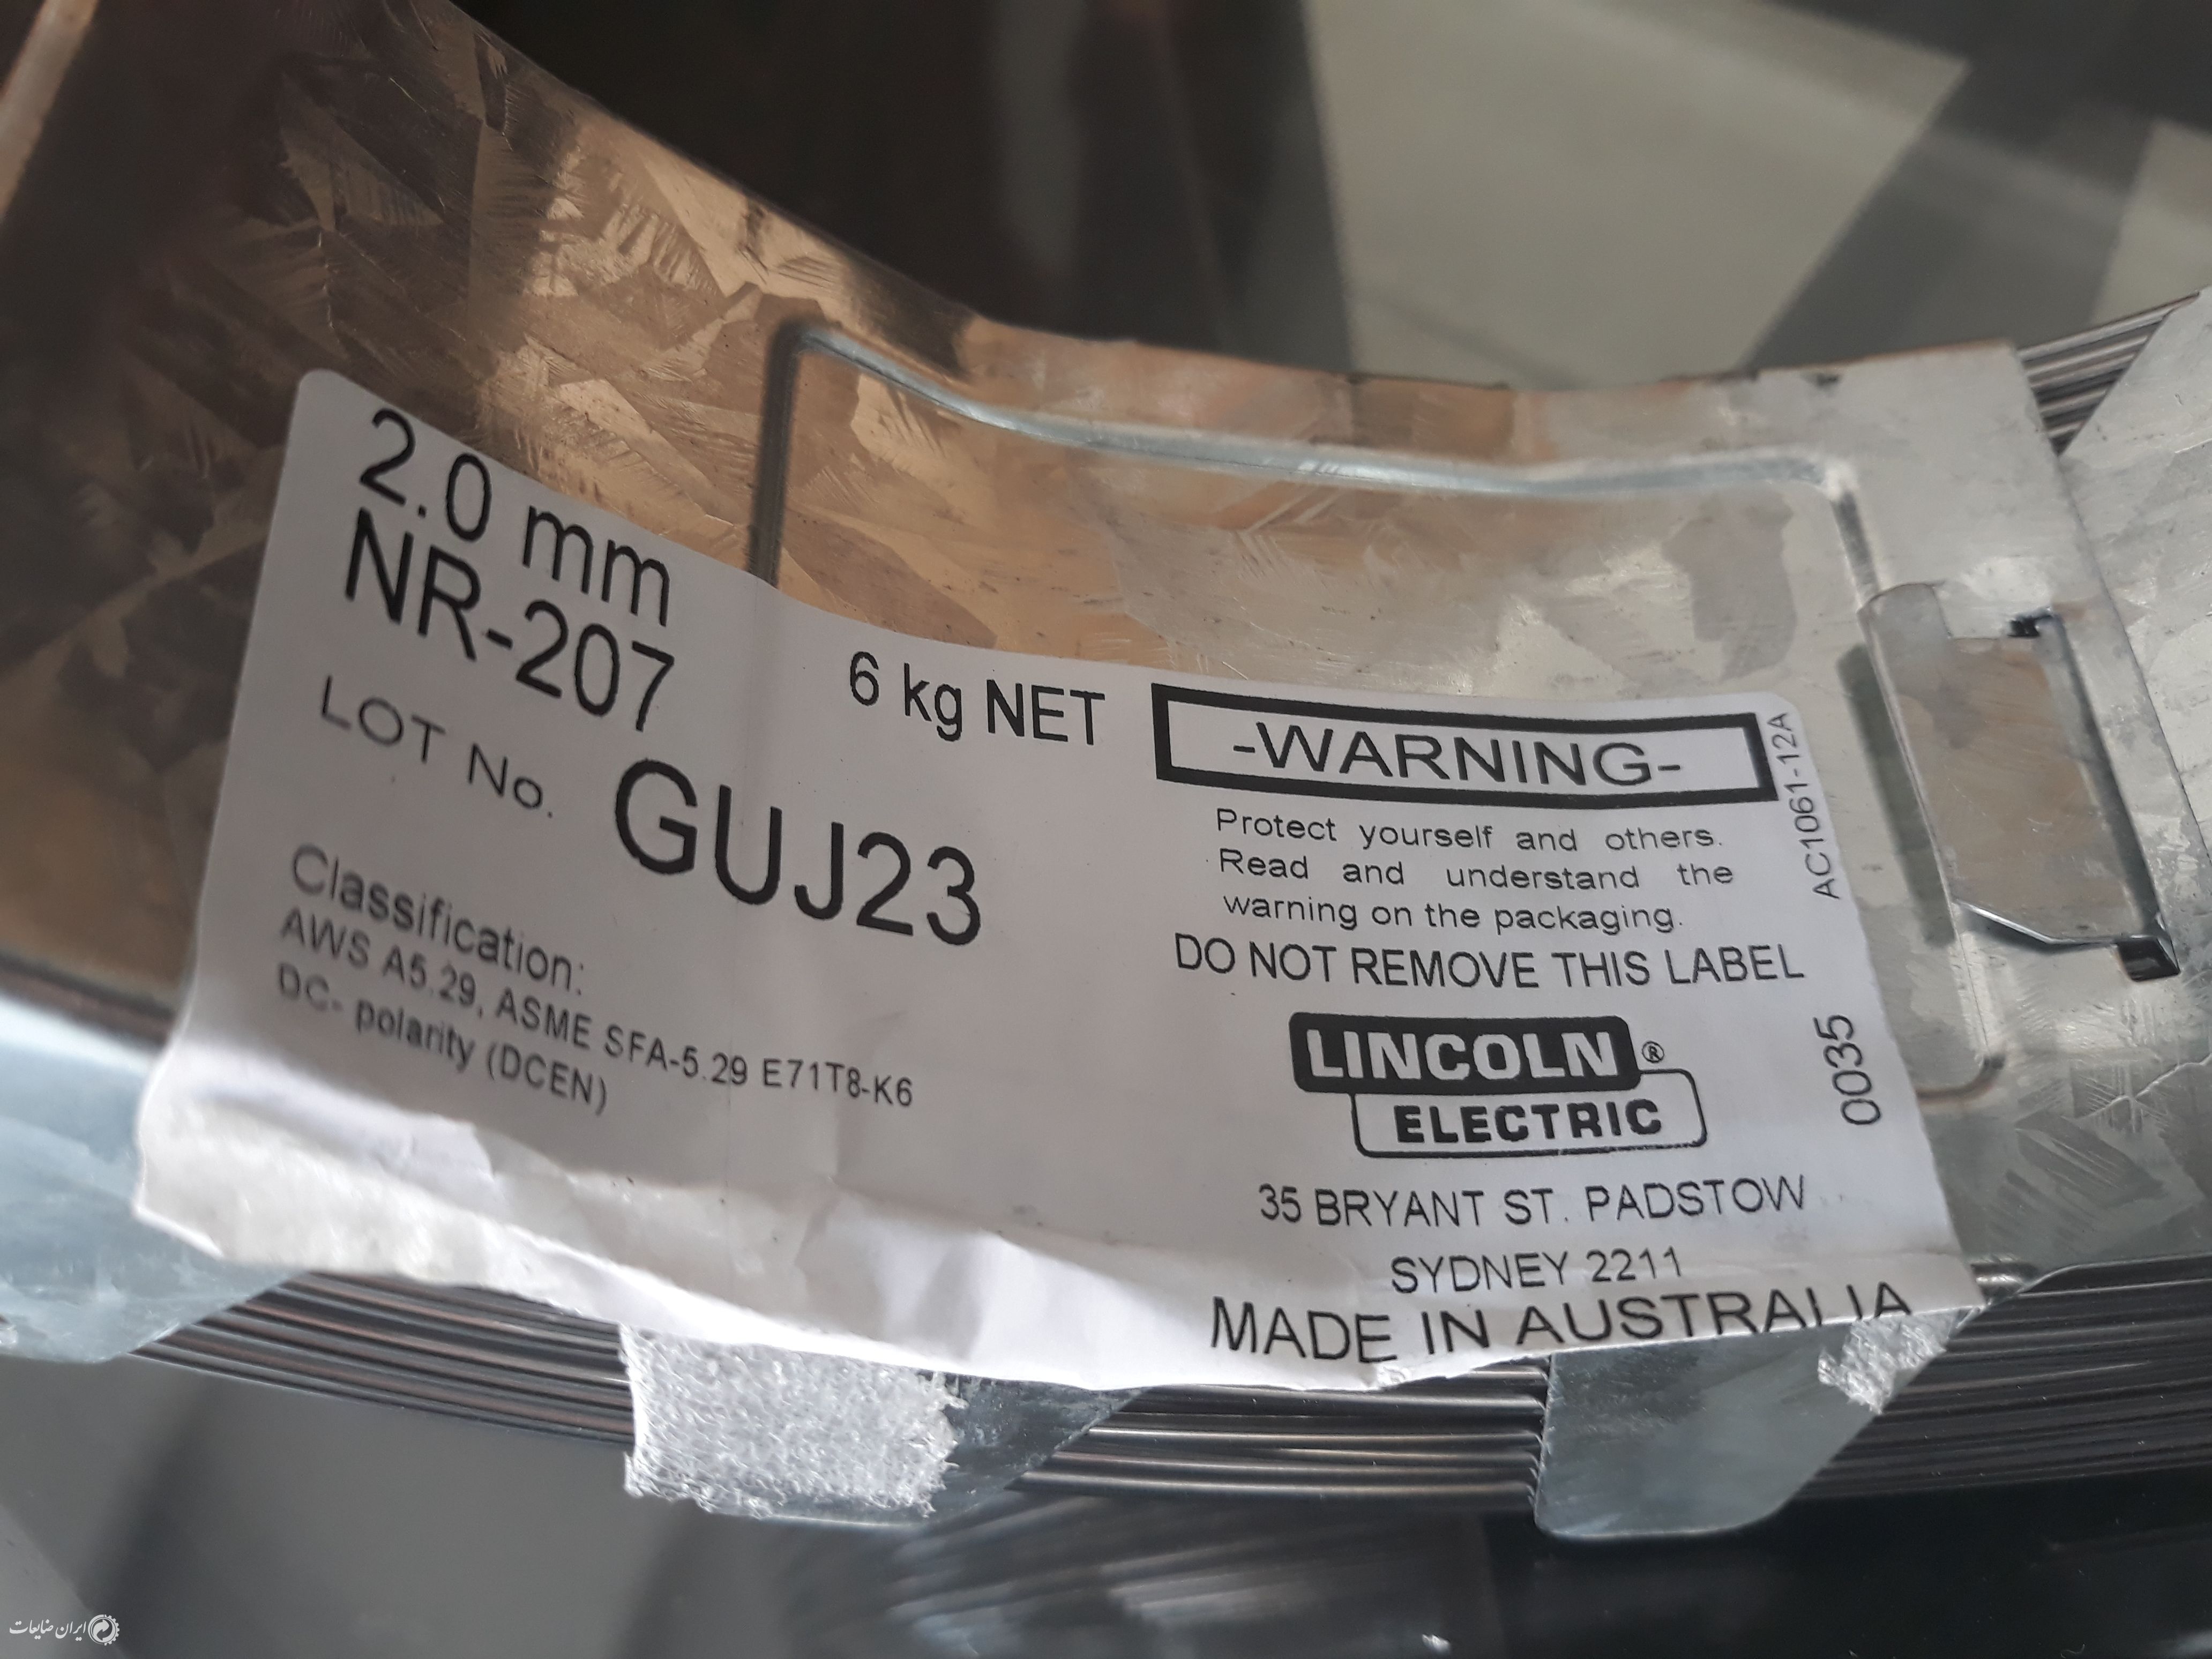 2.0 mm
NR-207
6 kg NET
LOT No. GUJ23
Classification:
AWS A5.29, ASME SFA-5.29 E71T8-K6
DC- polarity (DCEN)
-WARNING-
Protect yourself and others.
Read and understand the
warning on the packaging.
DO NOT REMOVE THIS LABEL
LINCOLN ®
ELECTRIC
35 BRYANT ST. PADSTOW
SYDNEY 2211
MADE IN AUSTRALIA
AC1061-12A
0035
ایران ضایعات